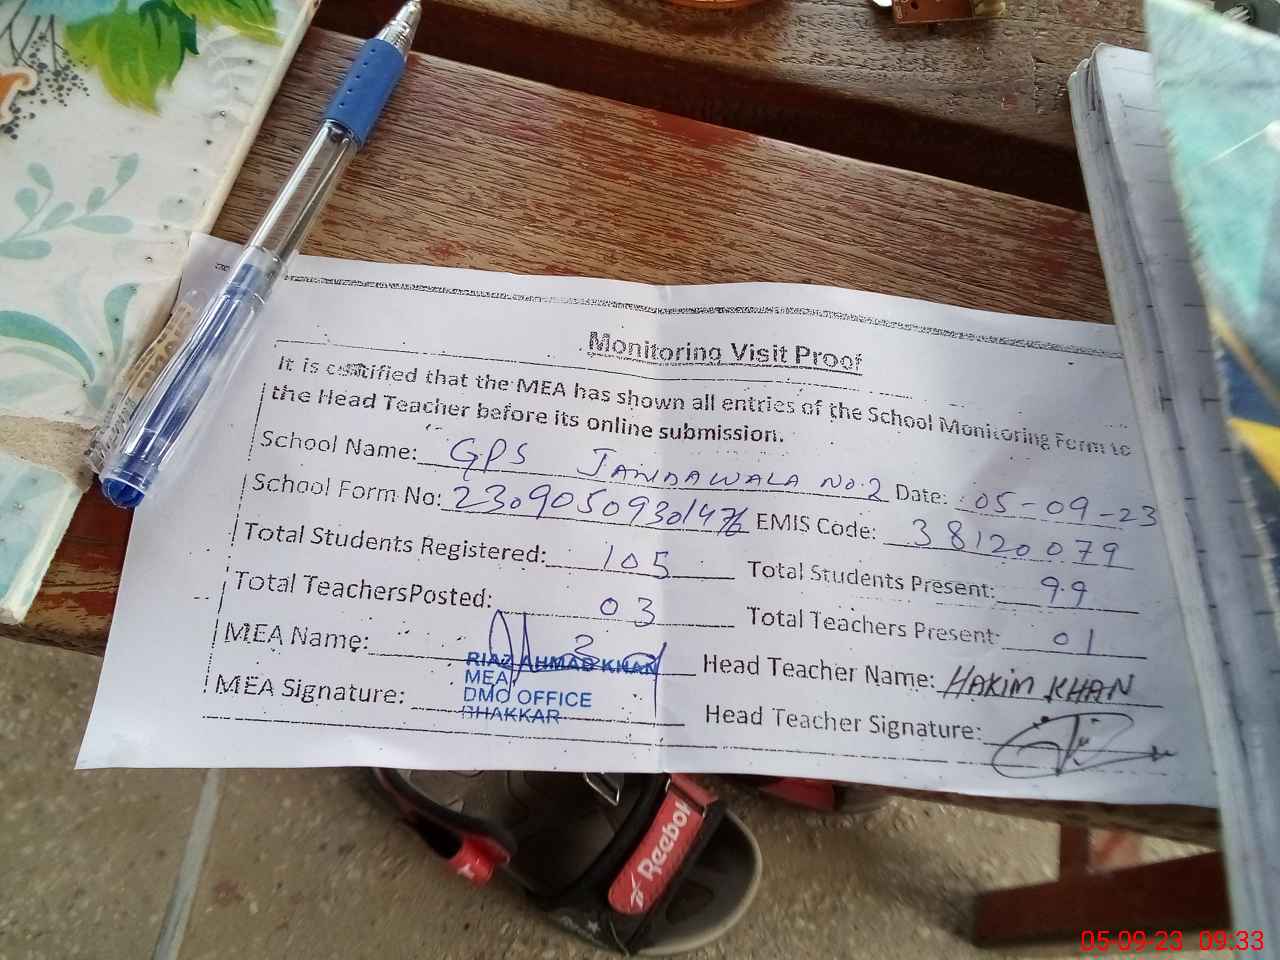 Monitoring Visit Proof
It is certified that the MEA has shown all entries of the School Monitoring Form to
the Head Teacher before its online submission.
School Name: GPS JANDAWALA NO.2 Date: 05-09-23
School Form No: EMIS Code: 38120079
Total Students Registered: 105 Total Students Present: 99
Total TeachersPosted: 03 Total Teachers Present: 01
MEA Name: RIAZ AHMAD KHAN Head Teacher Name: HAKIM KHAN
MEA
DMO OFFICE
BHAKKAR
MEA Signature: Head Teacher Signature:
Reebok
05-09-23 09:33